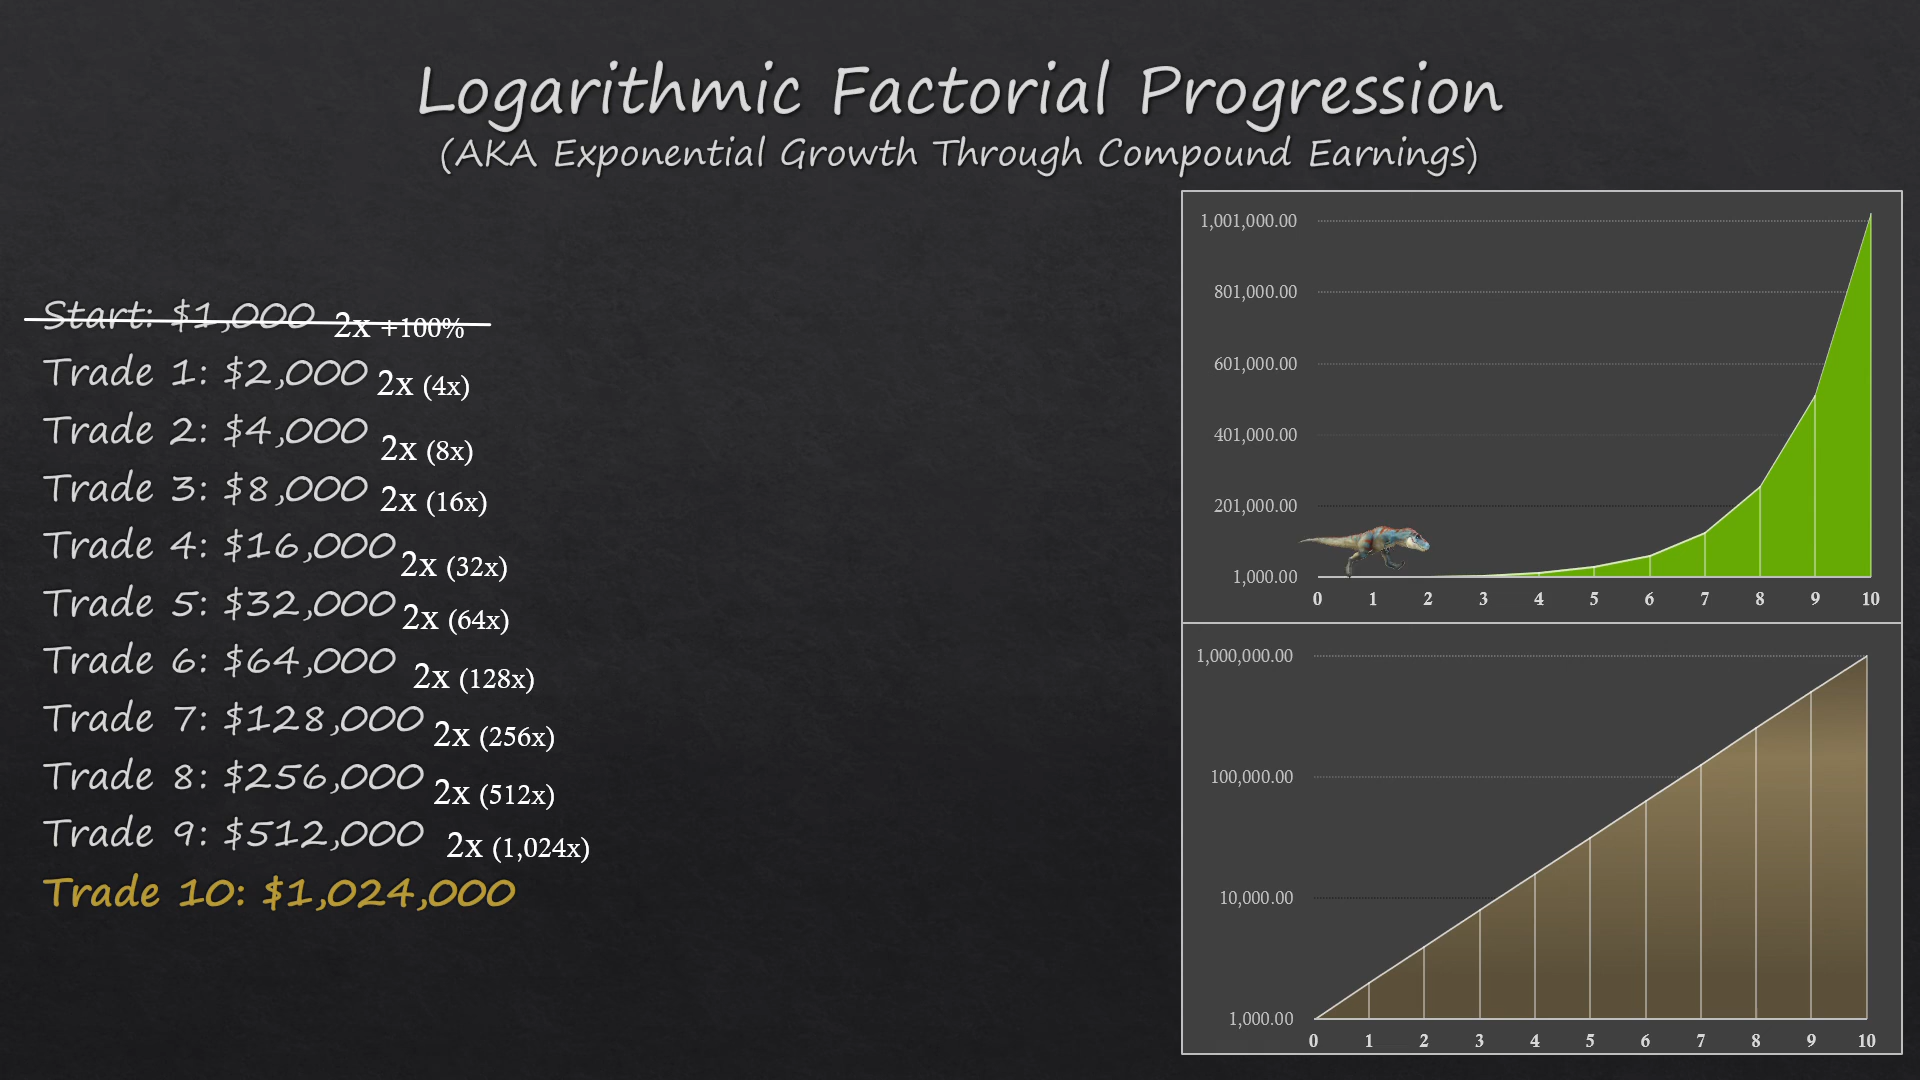 Logarithmic Factorial Progression
(AKA Exponential Growth Through Compound Earnings)
Start: $1,000 2x +100%
Trade 1: $2,000 2x (4x)
Trade 2: $4,000 2x (8x)
Trade 3: $8,000 2x (16x)
Trade 4: $16,000 2x (32x)
Trade 5: $32,000 2x (64x)
Trade 6: $64,000 2x (128x)
Trade 7: $128,000 2x (256x)
Trade 8: $256,000 2x (512x)
Trade 9: $512,000 2x (1,024x)
Trade 10: $1,024,000
1,001,000.00
801,000.00
601,000.00
401,000.00
201,000.00
1,000.00
0 1 2 3 4 5 6 7 8 9 10
1,000,000.00
100,000.00
10,000.00
1,000.00
0 1 2 3 4 5 6 7 8 9 10